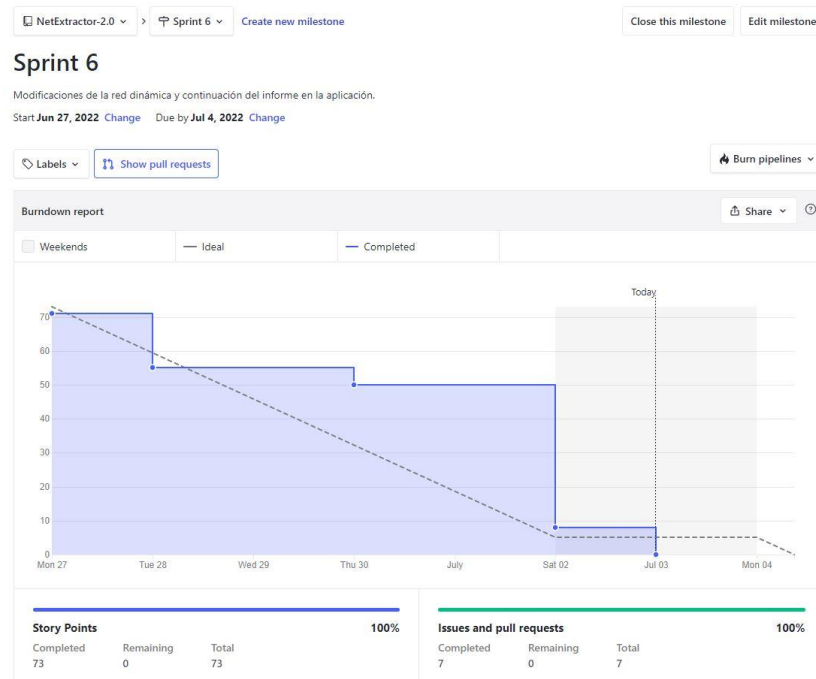 NetExtractor-2.0 > Sprint 6 Create new milestone Close this milestone Edit milestone
Sprint 6
Modificaciones de la red dinámica y continuación del informe en la aplicación.
Start Jun 27, 2022 Change Due by Jul 4, 2022 Change
Labels Show pull requests Burn pipelines
Burndown report Share
Weekends Ideal Completed
Today
70
60
50
40
30
20
10
0
Mon 27 Tue 28 Wed 29 Thu 30 July Sat 02 Jul 03 Mon 04
Story Points 100% Issues and pull requests 100%
Completed Remaining Total Completed Remaining Total
73 0 73 7 0 7